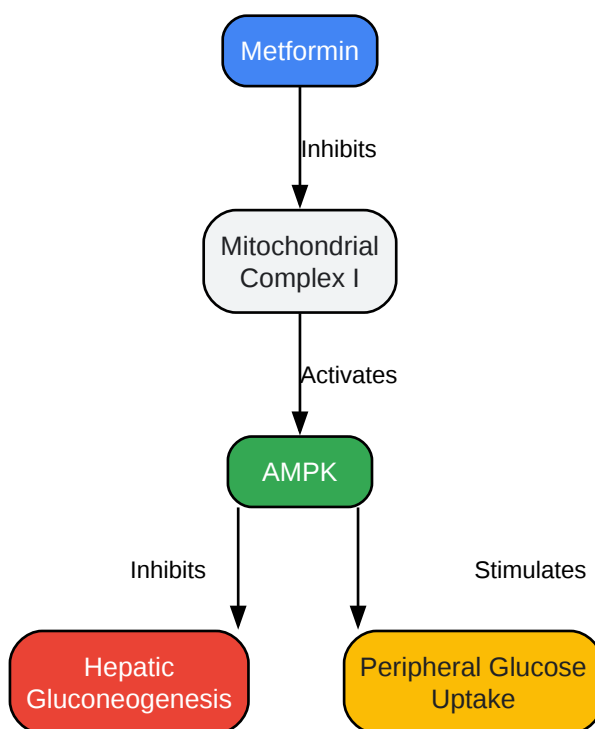 Metformin
Inhibits
Mitochondrial
Complex I
Activates
AMPK
Inhibits
Stimulates
Hepatic
Gluconeogenesis
Peripheral Glucose
Uptake